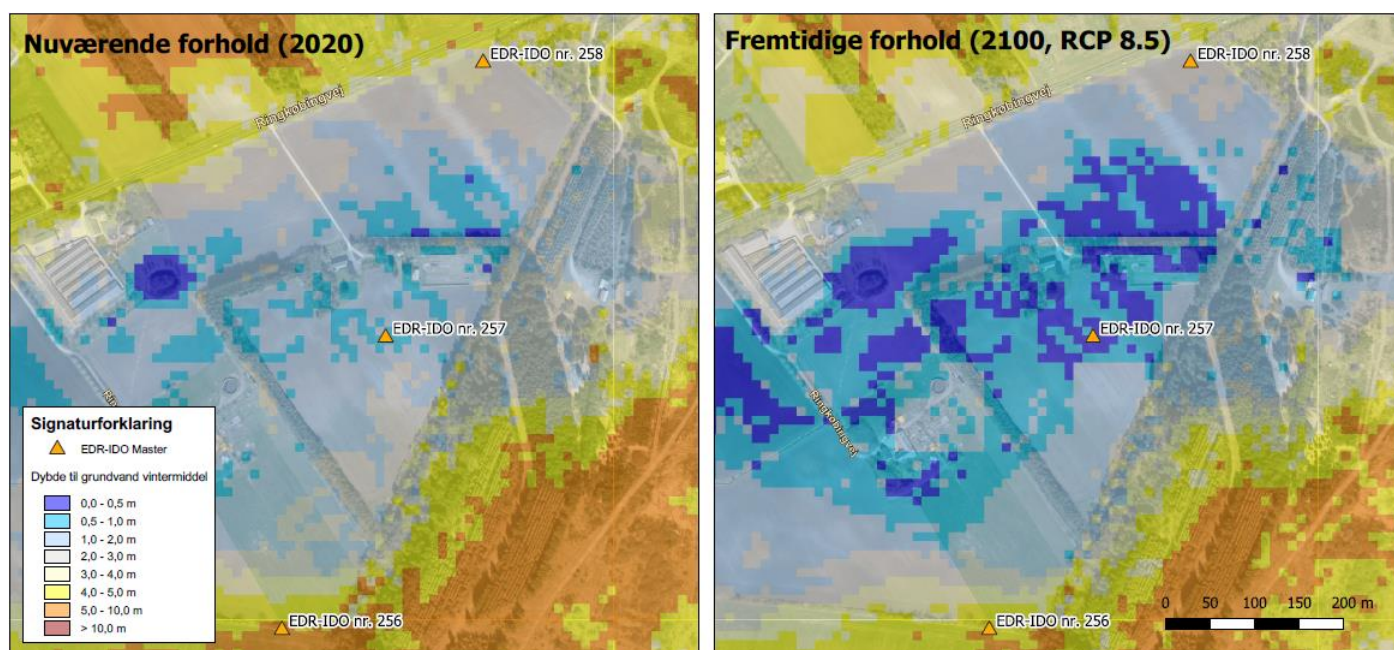 Nuværende forhold (2020)
EDR-IDO nr. 258
Ringkøbingvej
EDR-IDO nr. 257
Rin
Signaturforklaring
EDR-IDO Master
Dybde til grundvand vintermiddel
0,0 - 0,5 m
0,5 - 1,0 m
1,0 - 2,0 m
2,0 - 3,0 m
3,0 - 4,0 m
4,0 - 5,0 m
5,0 - 10,0 m
> 10,0 m
EDR-IDO nr. 256
Fremtidige forhold (2100, RCP 8.5)
EDR-IDO nr. 258
Ringkøbingvej
EDR-IDO nr. 257
Ringkøbingvej
0 50 100 150 200 m
EDR-IDO nr. 256